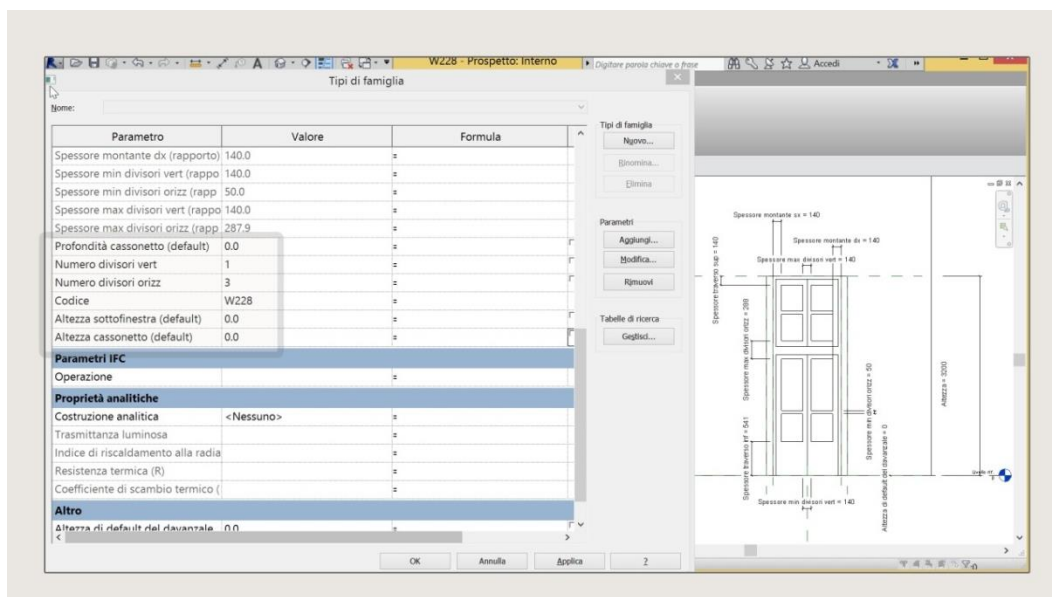 W228 - Prospetto: Interno
Digitare parola chiave o frase
Accedi
Tipi di famiglia
Nome:
Parametro Valore Formula
Spessore montante dx (rapporto) 140.0 =
Spessore min divisori vert (rappo 140.0 =
Spessore min divisori orizz (rapp 50.0 =
Spessore max divisori vert (rappo 140.0 =
Spessore max divisori orizz (rapp 287.9 =
Profondità cassonetto (default) 0.0 =
Numero divisori vert 1 =
Numero divisori orizz 3 =
Codice W228 =
Altezza sottofinestra (default) 0.0 =
Altezza cassonetto (default) 0.0 =
Parametri IFC
Operazione =
Proprietà analitiche
Costruzione analitica <Nessuno> =
Trasmittanza luminosa =
Indice di riscaldamento alla radia =
Resistenza termica (R) =
Coefficiente di scambio termico ( =
Altro
Altezza di default del davanzale 0.0 =
Tipi di famiglia
Nuovo...
Rinomina...
Elimina
Parametri
Aggiungi...
Modifica...
Rimuovi
Tabelle di ricerca
Gestisci...
OK Annulla Applica ?
Spessore montante sx = 140
Spessore montante dx = 140
Spessore max divisori vert = 140
Spessore traverso sup = 140
Spessore max divisori orizz = 288
Spessore traverso inf = 541
Spessore min divisori orizz = 50
Altezza di default del davanzale = 0
Altezza = 3200
Spessore min divisori vert = 140
:0